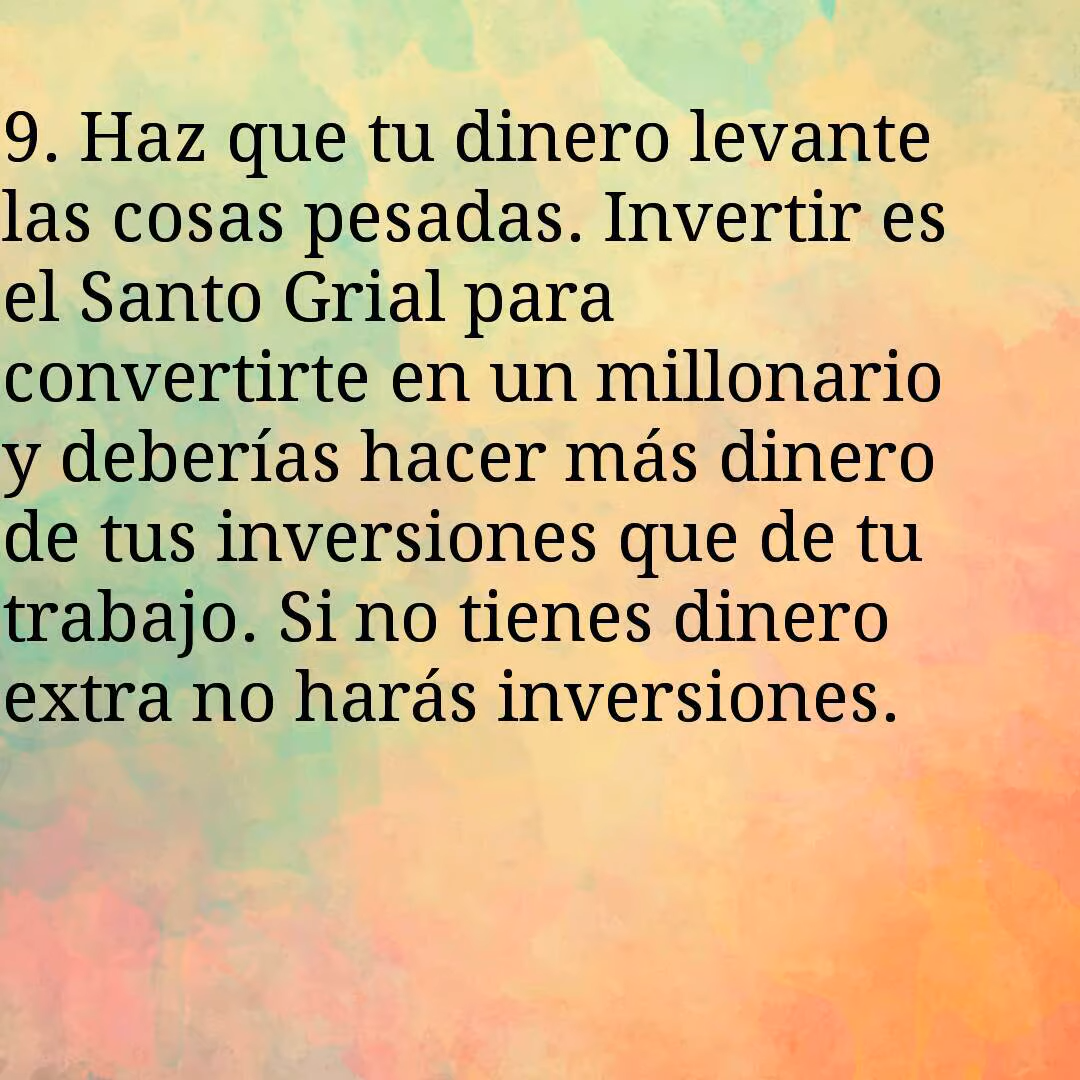 9. Haz que tu dinero levante
las cosas pesadas. Invertir es
el Santo Grial para
convertirte en un millonario
y deberías hacer más dinero
de tus inversiones que de tu
trabajo. Si no tienes dinero
extra no harás inversiones.